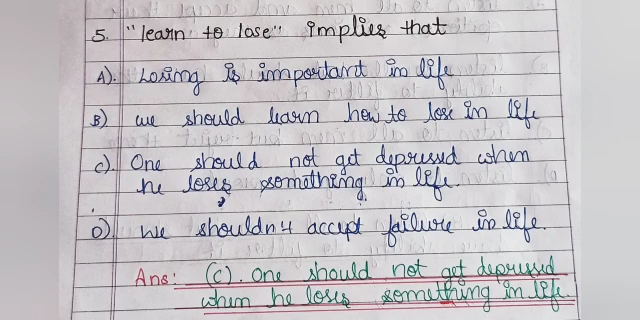 5. "learn to lose" implies that
A). Losing is important in life
B) we should learn how to lose in life
C). One should not get depressed when
he loses something in life.
D) we shouldn't accept failure in life.
Ans: (C). One should not get depressed
when he loses something in life.